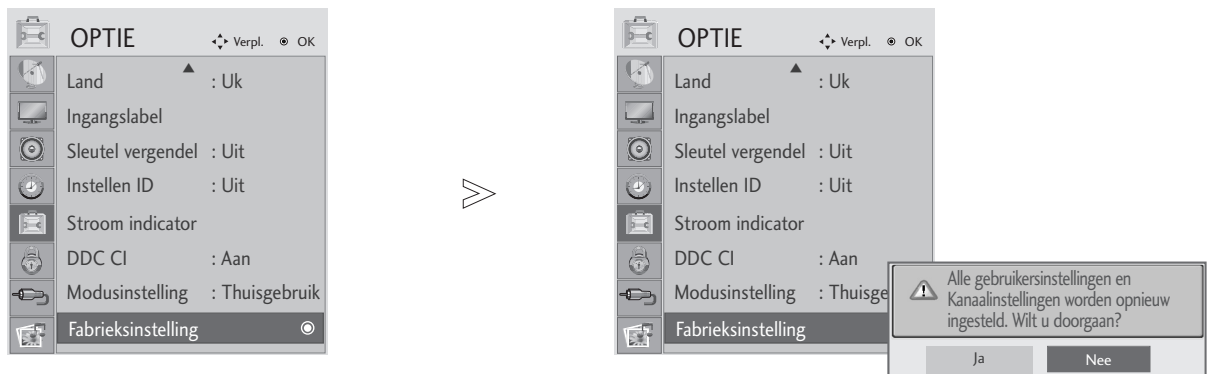 OPTIE Verpl. OK
Land : Uk
Ingangslabel
Sleutel vergendel : Uit
Instellen ID : Uit
Stroom indicator
DDC CI : Aan
Modusinstelling : Thuisgebruik
Fabrieksinstelling
OPTIE Verpl. OK
Land : Uk
Ingangslabel
Sleutel vergendel : Uit
Instellen ID : Uit
Stroom indicator
DDC CI : Aan
Modusinstelling : Thuisge
Fabrieksinstelling
Alle gebruikersinstellingen en
Kanaalinstellingen worden opnieuw
ingesteld. Wilt u doorgaan?
Ja Nee